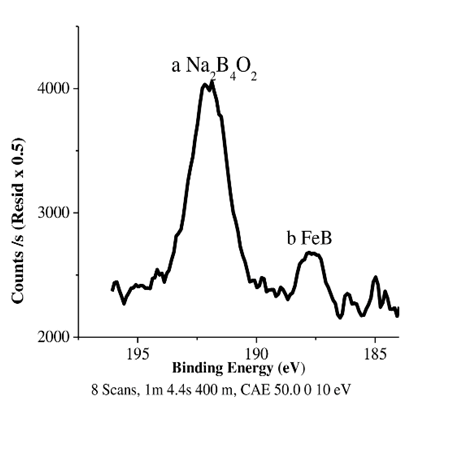 a Na₂B₄O₂
4000
b FeB
3000
2000
Counts /s (Resid x 0.5)
195 190 185
Binding Energy (eV)
8 Scans, 1m 4.4s 400 m, CAE 50.0 0 10 eV